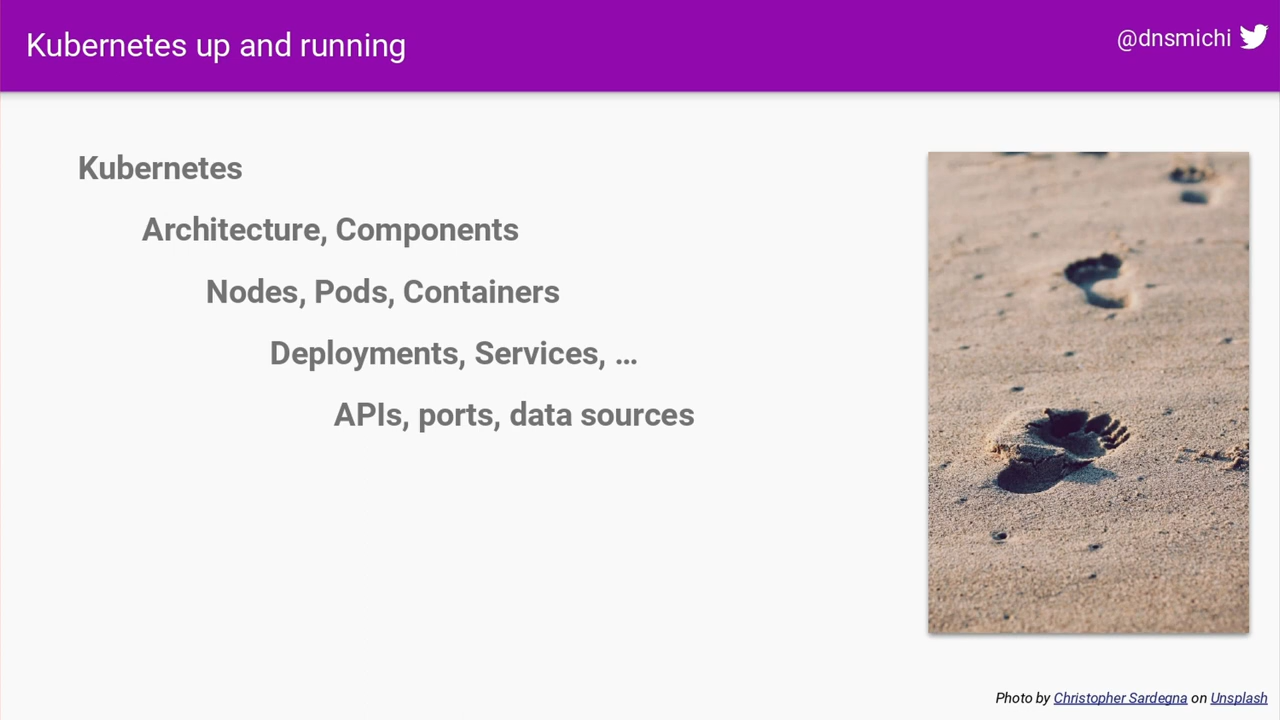 Kubernetes up and running
@dnsmichi
Kubernetes
Architecture, Components
Nodes, Pods, Containers
Deployments, Services, …
APIs, ports, data sources
Photo by Christopher Sardegna on Unsplash